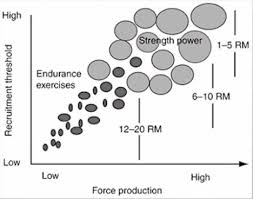 High
Strength power
1–5 RM
Endurance
exercises
6–10 RM
12–20 RM
Recruitment threshold
Low
Low
High
Force production